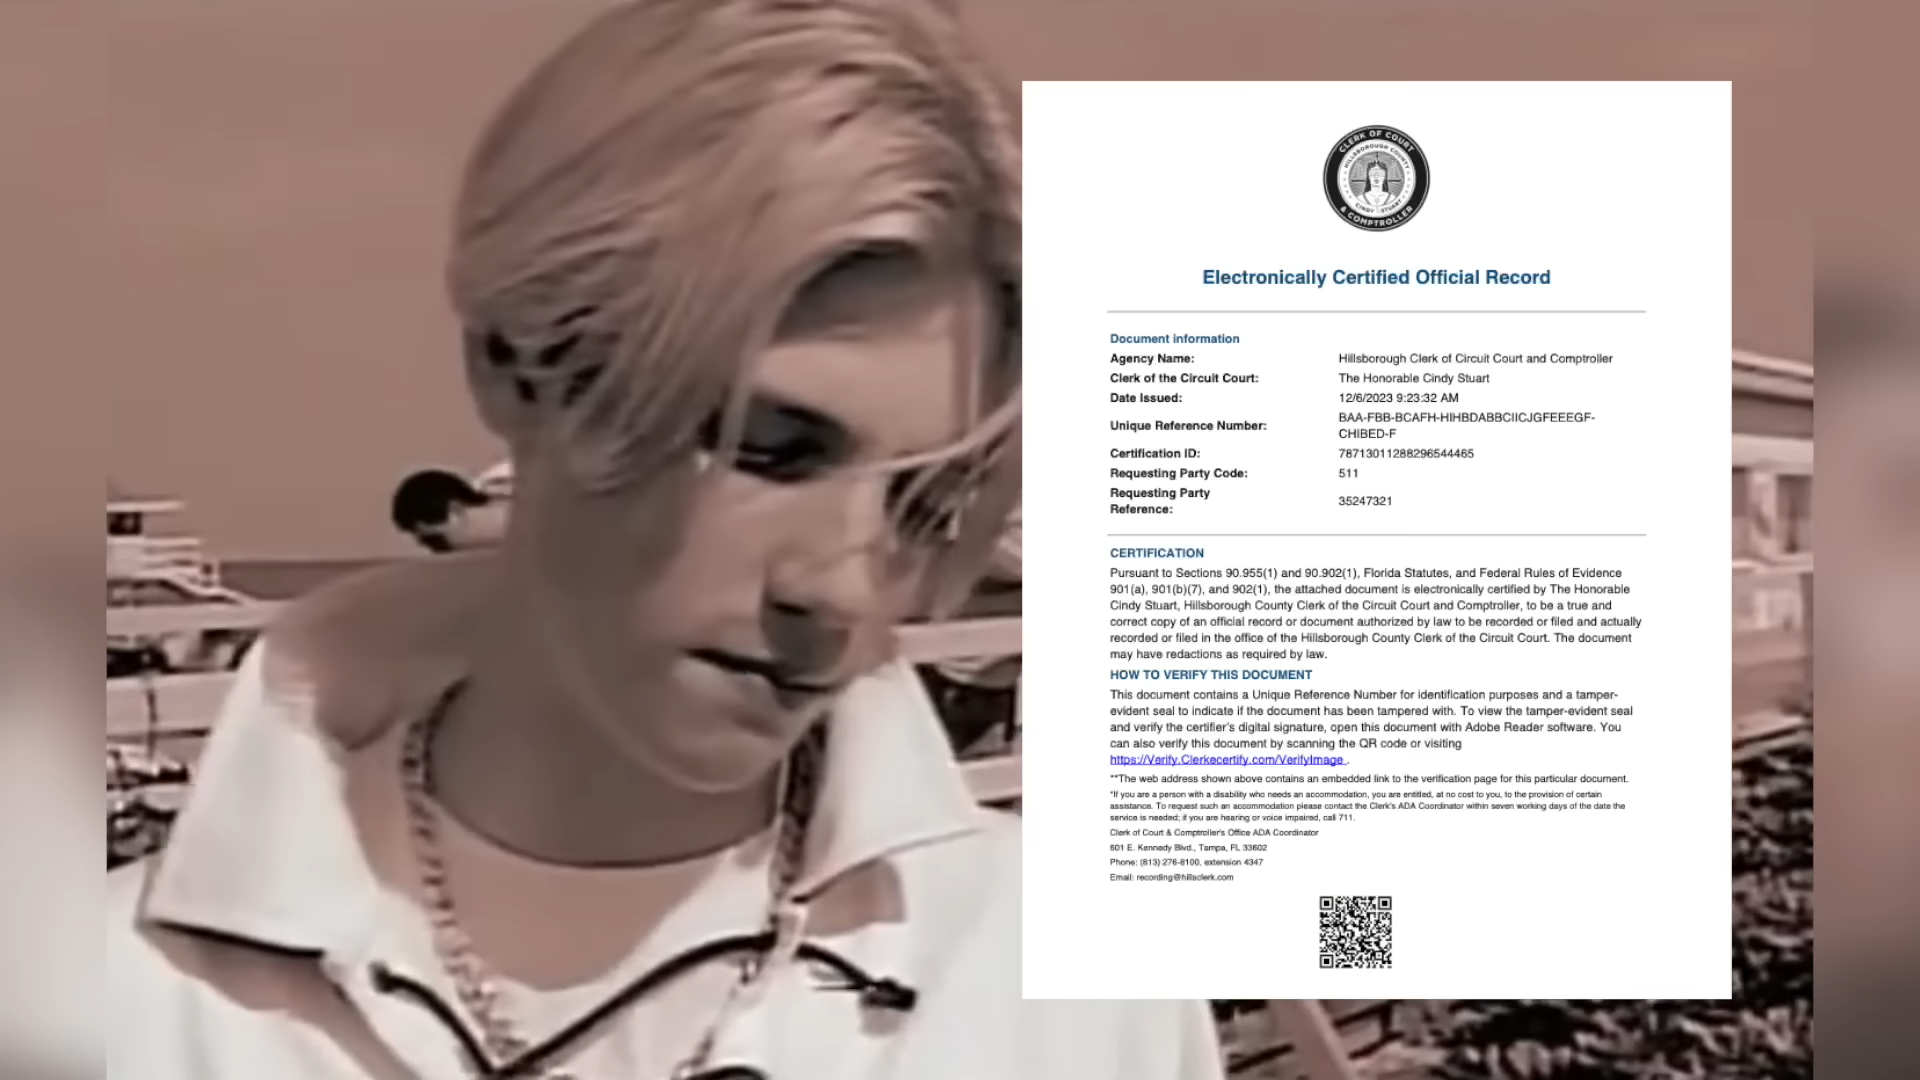 CLERK OF COURT
HILLSBOROUGH COUNTY
CINDY STUART
& COMPTROLLER
Electronically Certified Official Record
Document information
Agency Name: Hillsborough Clerk of Circuit Court and Comptroller
Clerk of the Circuit Court: The Honorable Cindy Stuart
Date Issued: 12/6/2023 9:23:32 AM
Unique Reference Number: BAA-FBB-BCAFH-HIHBDABBCIICJGFEEEGF-
CHIBED-F
Certification ID: 78713011288296544465
Requesting Party Code: 511
Requesting Party
Reference: 35247321
CERTIFICATION
Pursuant to Sections 90.955(1) and 90.902(1), Florida Statutes, and Federal Rules of Evidence
901(a), 901(b)(7), and 902(1), the attached document is electronically certified by The Honorable
Cindy Stuart, Hillsborough County Clerk of the Circuit Court and Comptroller, to be a true and
correct copy of an official record or document authorized by law to be recorded or filed and actually
recorded or filed in the office of the Hillsborough County Clerk of the Circuit Court. The document
may have redactions as required by law.
HOW TO VERIFY THIS DOCUMENT
This document contains a Unique Reference Number for identification purposes and a tamper-
evident seal to indicate if the document has been tampered with. To view the tamper-evident seal
and verify the certifier's digital signature, open this document with Adobe Reader software. You
can also verify this document by scanning the QR code or visiting
https://Verify.Clerkecertify.com/VerifyImage .
**The web address shown above contains an embedded link to the verification page for this particular document.
*If you are a person with a disability who needs an accommodation, you are entitled, at no cost to you, to the provision of certain
assistance. To request such an accommodation please contact the Clerk's ADA Coordinator within seven working days of the date the
service is needed; if you are hearing or voice impaired, call 711.
Clerk of Court & Comptroller's Office ADA Coordinator
601 E. Kennedy Blvd., Tampa, FL 33602
Phone: (813) 276-8100, extension 4347
Email: recording@hillsclerk.com